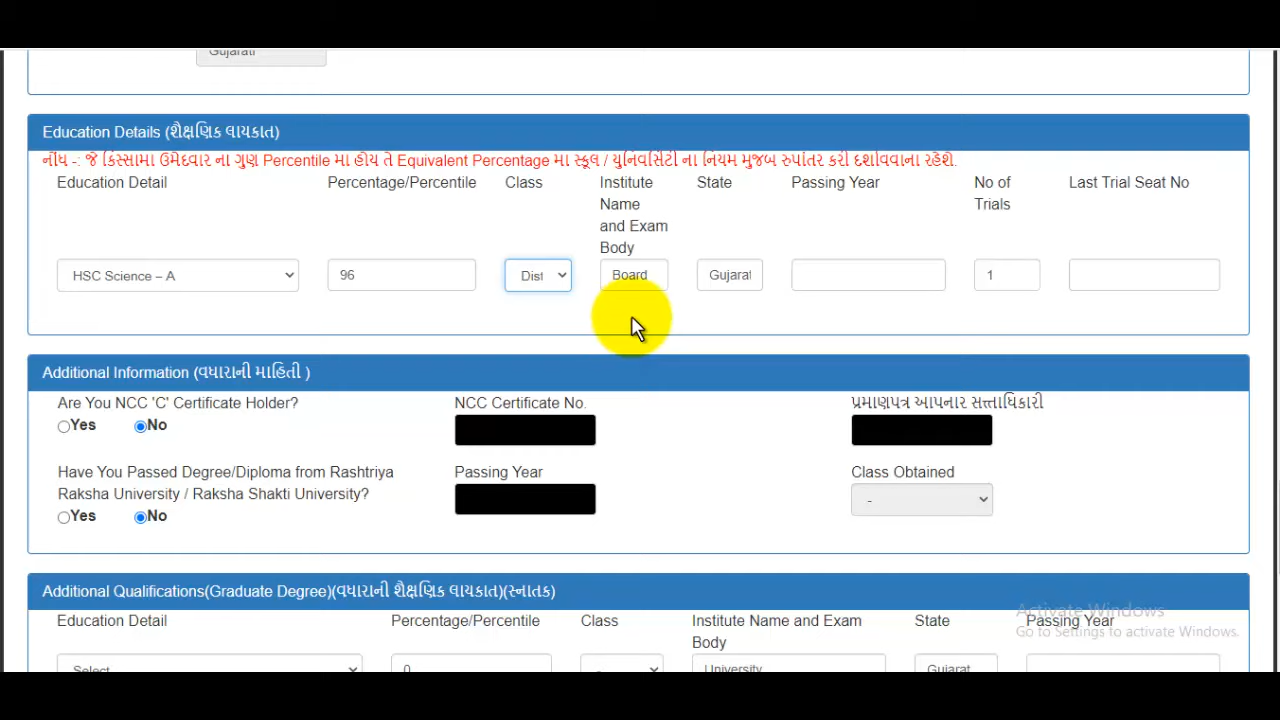 Gujarati
Education Details (શૈક્ષણિક લાયકાત)
નોંધ -: જે કિસ્સામા ઉમેદવાર ના ગુણ Percentile મા હોય તે Equivalent Percentage મા સ્કૂલ / યુનિવર્સિટી ના નિયમ મુજબ રુપાંતર કરી દર્શાવવાના રહેશે.
Education Detail Percentage/Percentile Class Institute Name and Exam Body State Passing Year No of Trials Last Trial Seat No
HSC Science – A 96 Dist Board Gujarat 1
Additional Information (વધારાની માહિતી )
Are You NCC 'C' Certificate Holder? NCC Certificate No. પ્રમાણપત્ર આપનાર સત્તાધિકારી
Yes No
Have You Passed Degree/Diploma from Rashtriya Passing Year Class Obtained
Raksha University / Raksha Shakti University?
-
Yes No
Additional Qualifications(Graduate Degree)(વધારાની શૈક્ષણિક લાયકાત)(સ્નાતક)
Activate Windows
Go to Settings to activate Windows.
Education Detail Percentage/Percentile Class Institute Name and Exam Body State Passing Year
Select 0 - University Gujarat